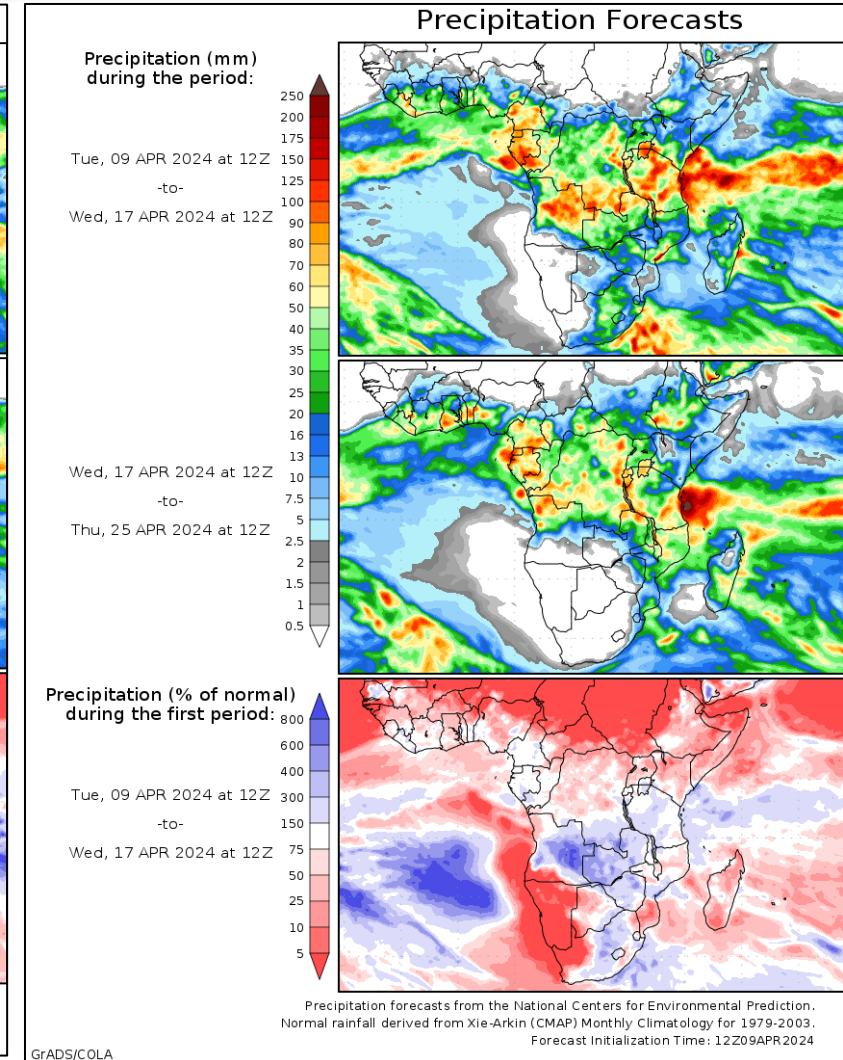 Precipitation Forecasts
Precipitation (mm)
during the period:
Tue, 09 APR 2024 at 12Z
-to-
Wed, 17 APR 2024 at 12Z
250
200
175
150
125
100
90
80
70
60
50
40
35
30
25
20
16
13
10
7.5
5
2.5
2
1.5
1
0.5
Wed, 17 APR 2024 at 12Z
-to-
Thu, 25 APR 2024 at 12Z
Precipitation (% of normal)
during the first period:
Tue, 09 APR 2024 at 12Z
-to-
Wed, 17 APR 2024 at 12Z
800
600
400
300
150
75
50
25
10
5
Precipitation forecasts from the National Centers for Environmental Prediction.
Normal rainfall derived from Xie-Arkin (CMAP) Monthly Climatology for 1979-2003.
Forecast Initialization Time: 12Z09APR2024
GrADS/COLA